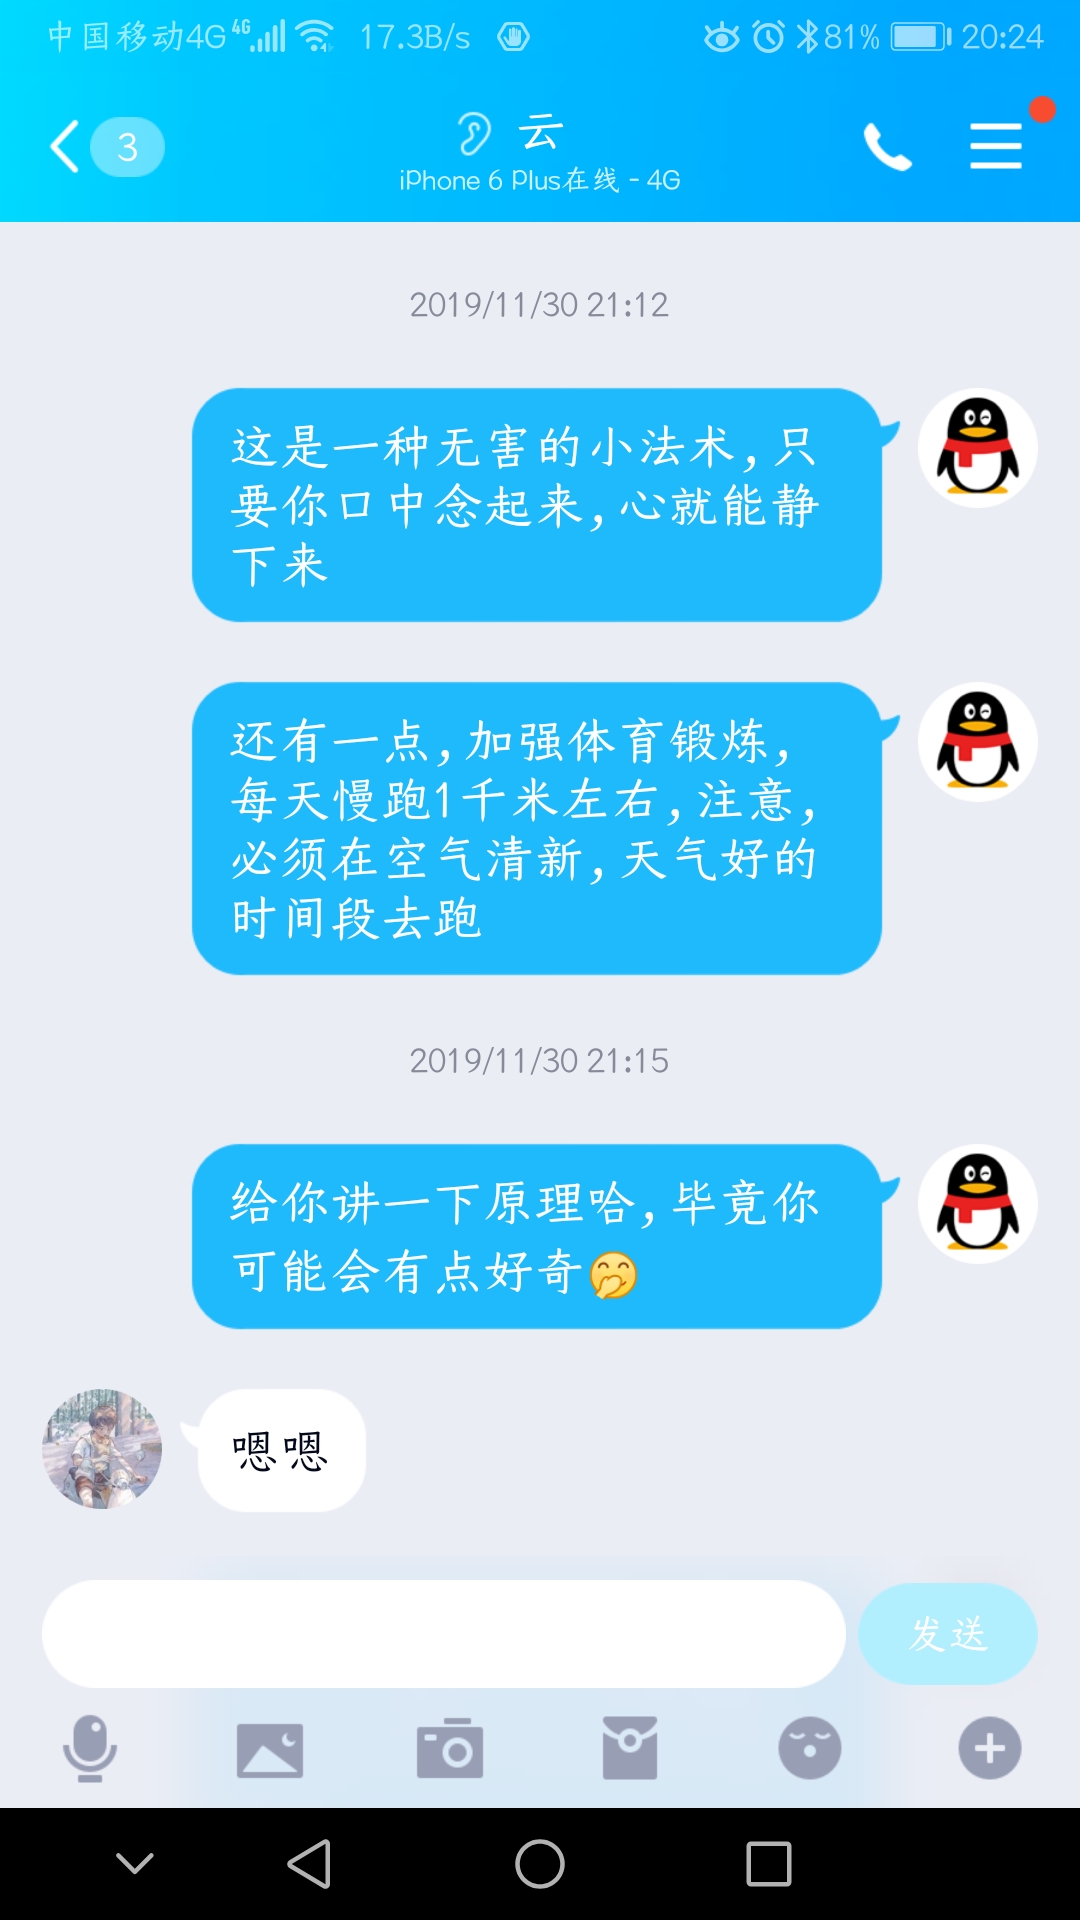 中国移动4G 4G 17.3B/s 81% 20:24
3 云
iPhone 6 Plus在线 - 4G
2019/11/30 21:12
这是一种无害的小法术,只
要你口中念起来,心就能静
下来
还有一点,加强体育锻炼,
每天慢跑1千米左右,注意,
必须在空气清新,天气好的
时间段去跑
2019/11/30 21:15
给你讲一下原理哈,毕竟你
可能会有点好奇🤭
嗯嗯
发送